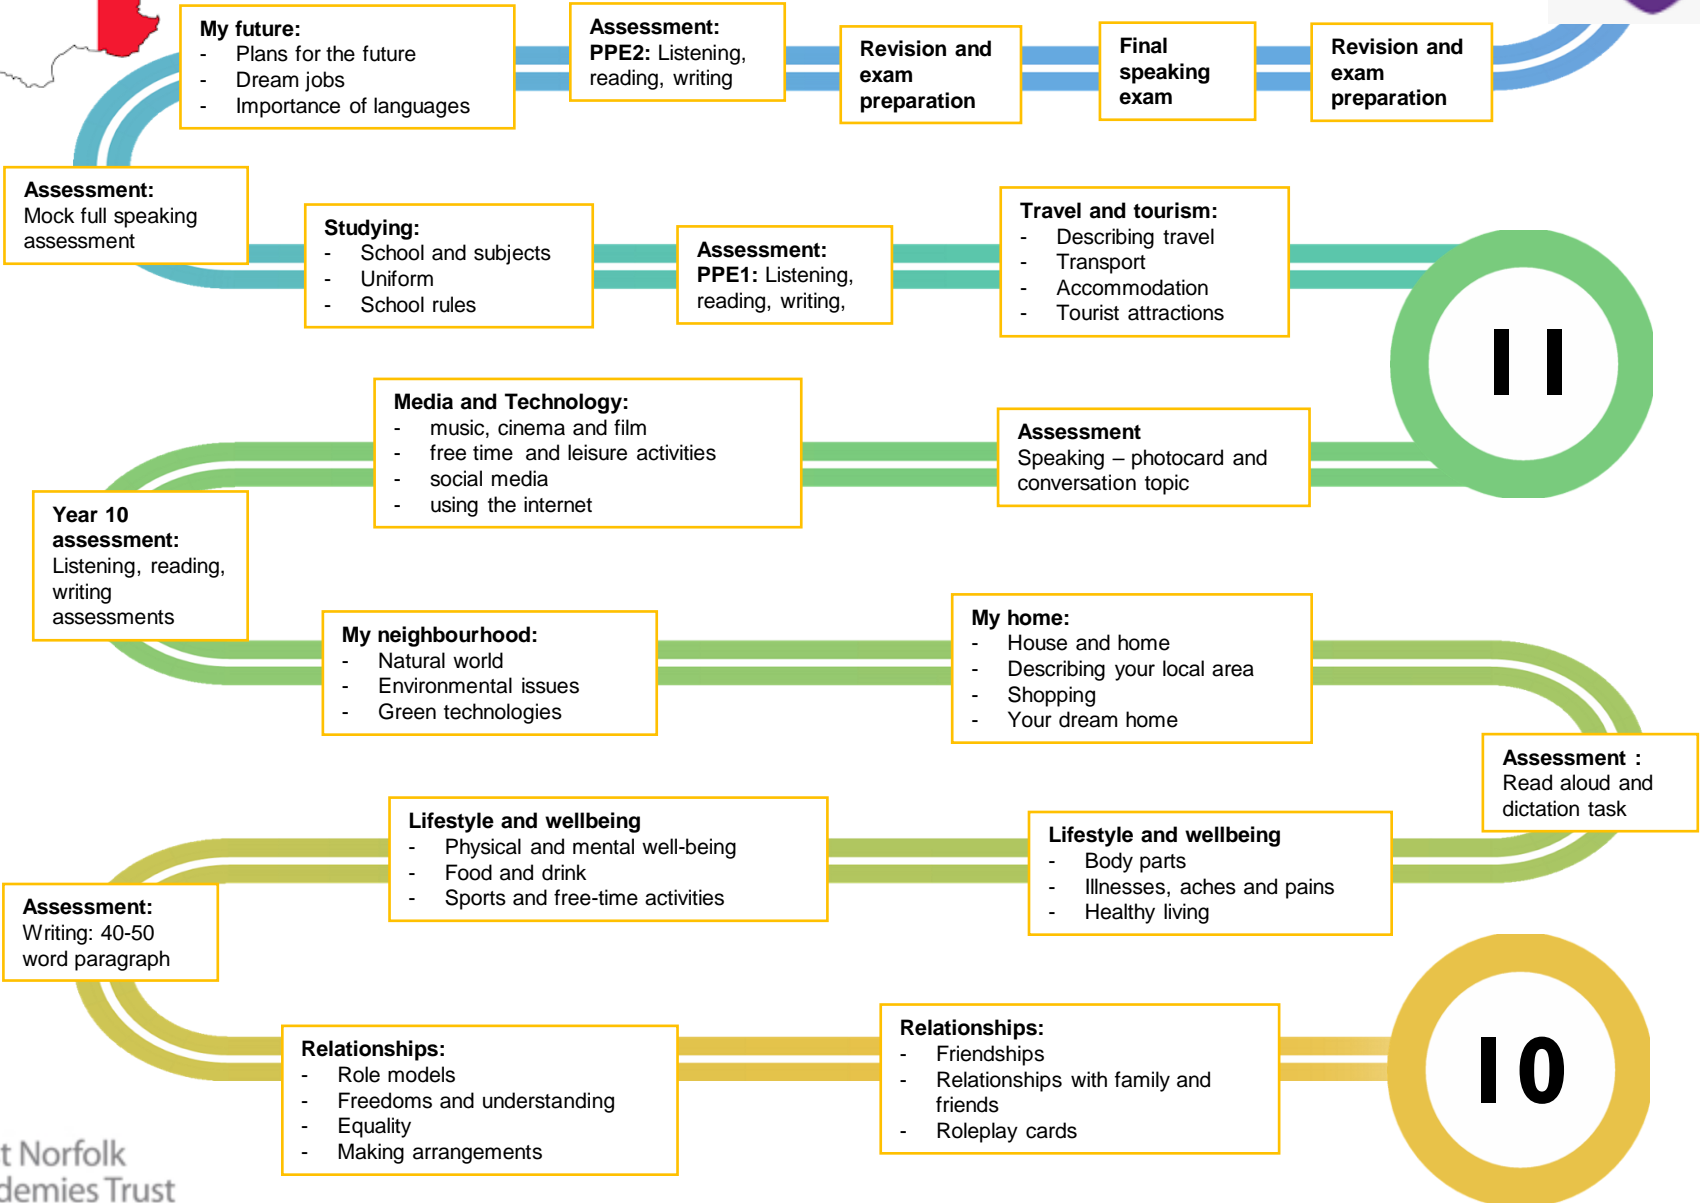 My future:
- Plans for the future
- Dream jobs
- Importance of languages
Assessment:
PPE2: Listening,
reading, writing
Revision and
exam
preparation
Final
speaking
exam
Revision and
exam
preparation
Assessment:
Mock full speaking
assessment
Studying:
- School and subjects
- Uniform
- School rules
Assessment:
PPE1: Listening,
reading, writing,
Travel and tourism:
- Describing travel
- Transport
- Accommodation
- Tourist attractions
11
Media and Technology:
- music, cinema and film
- free time and leisure activities
- social media
- using the internet
Assessment
Speaking – photocard and
conversation topic
Year 10
assessment:
Listening, reading,
writing
assessments
My neighbourhood:
- Natural world
- Environmental issues
- Green technologies
My home:
- House and home
- Describing your local area
- Shopping
- Your dream home
Assessment :
Read aloud and
dictation task
Lifestyle and wellbeing
- Physical and mental well-being
- Food and drink
- Sports and free-time activities
Lifestyle and wellbeing
- Body parts
- Illnesses, aches and pains
- Healthy living
Assessment:
Writing: 40-50
word paragraph
Relationships:
- Role models
- Freedoms and understanding
- Equality
- Making arrangements
Relationships:
- Friendships
- Relationships with family and
friends
- Roleplay cards
10
t Norfolk
demies Trust